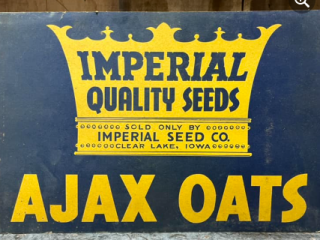 IMPERIAL
QUALITY SEEDS
SOLD ONLY BY
IMPERIAL SEED CO.
CLEAR LAKE, IOWA
AJAX OATS